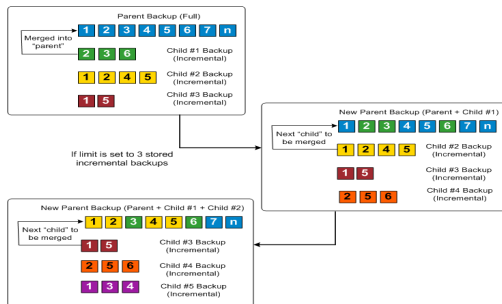 Parent Backup (Full)
1 2 3 4 5 6 7 n
Merged into
"parent"
2 3 6
Child #1 Backup
(Incremental)
1 2 4 5
Child #2 Backup
(Incremental)
1 5
Child #3 Backup
(Incremental)
If limit is set to 3 stored
incremental backups
New Parent Backup (Parent + Child #1)
1 2 3 4 5 6 7 n
Next "child" to
be merged
1 2 4 5
Child #2 Backup
(Incremental)
1 5
Child #3 Backup
(Incremental)
2 5 6
Child #4 Backup
(Incremental)
New Parent Backup (Parent + Child #1 + Child #2)
1 2 3 4 5 6 7 n
Next "child" to
be merged
1 5
Child #3 Backup
(Incremental)
2 5 6
Child #4 Backup
(Incremental)
1 3 4
Child #5 Backup
(Incremental)